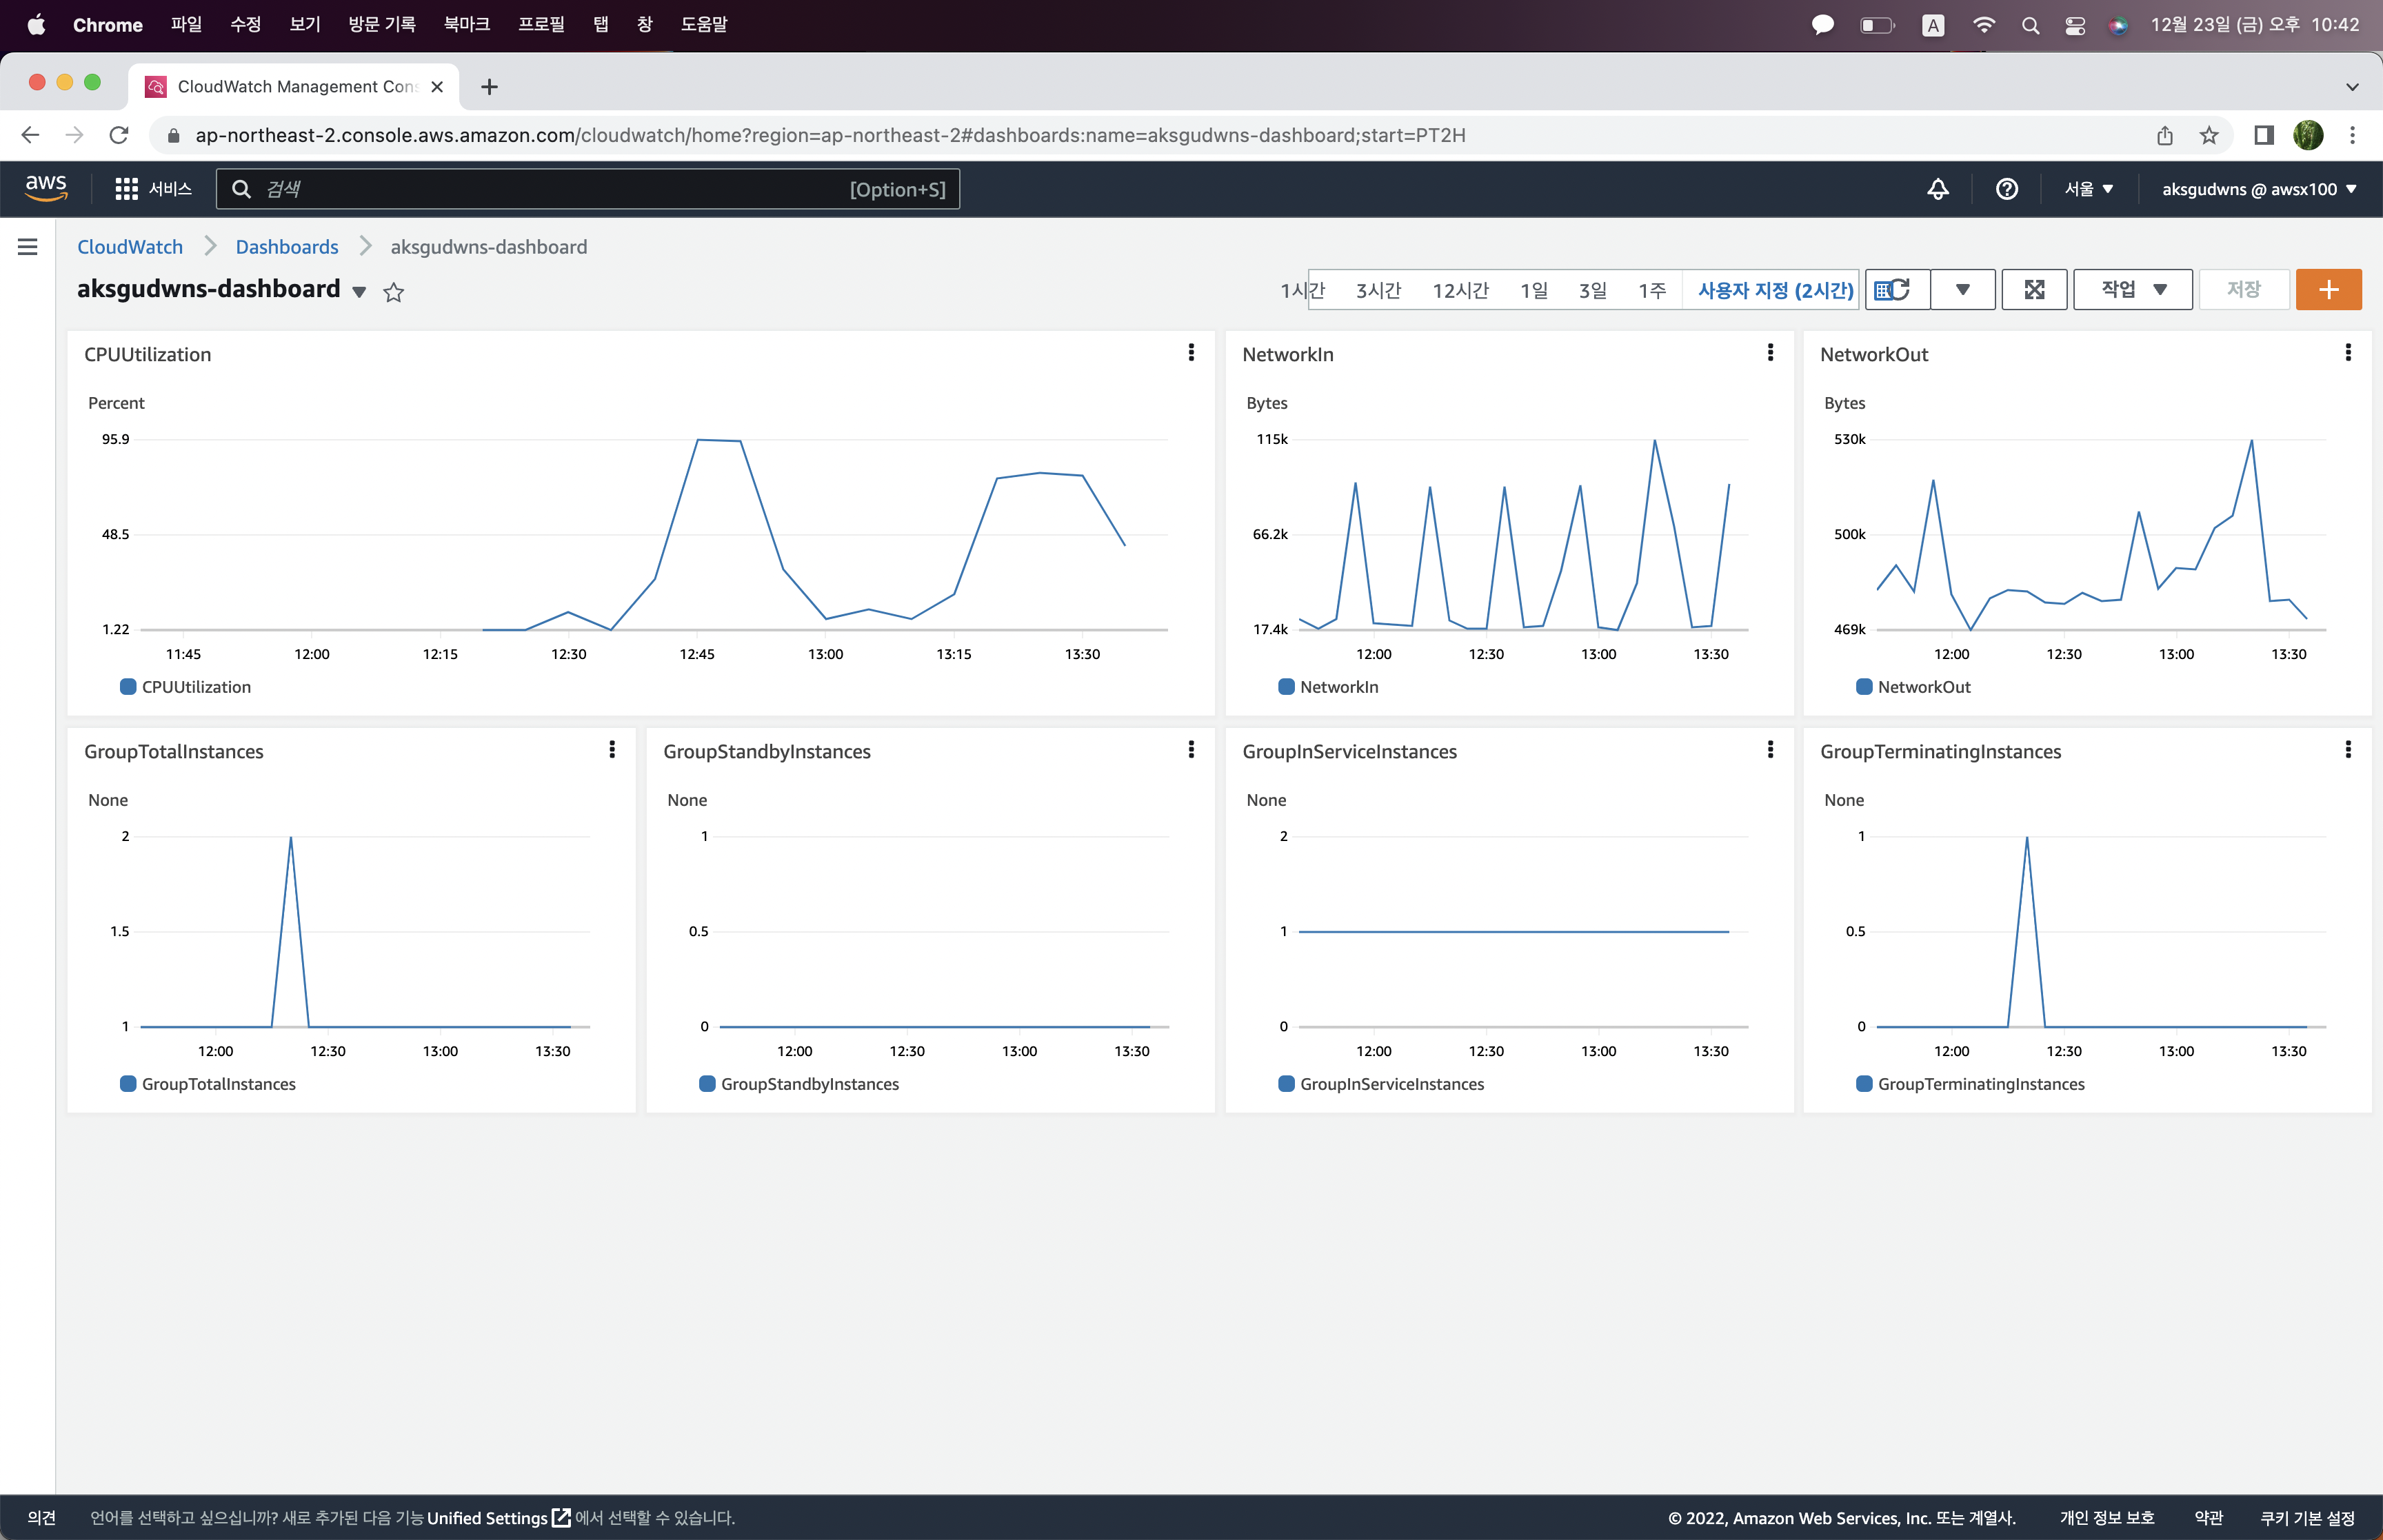 Chrome 파일 수정 보기 방문 기록 북마크 프로필 탭 창 도움말 A 12월 23일 (금) 오후 10:42
CloudWatch Management Cons
ap-northeast-2.console.aws.amazon.com/cloudwatch/home?region=ap-northeast-2#dashboards:name=aksgudwns-dashboard;start=PT2H
aws 서비스 검색 [Option+S] 서울 aksgudwns @ awsx100
CloudWatch Dashboards aksgudwns-dashboard
aksgudwns-dashboard
1시간 3시간 12시간 1일 3일 1주 사용자 지정 (2시간) 작업 저장
CPUUtilization
Percent
95.9
48.5
1.22
11:45 12:00 12:15 12:30 12:45 13:00 13:15 13:30
CPUUtilization
NetworkIn
Bytes
115k
66.2k
17.4k
12:00 12:30 13:00 13:30
NetworkIn
NetworkOut
Bytes
530k
500k
469k
12:00 12:30 13:00 13:30
NetworkOut
GroupTotalInstances
None
2
1.5
1
12:00 12:30 13:00 13:30
GroupTotalInstances
GroupStandbyInstances
None
1
0.5
0
12:00 12:30 13:00 13:30
GroupStandbyInstances
GroupInServiceInstances
None
2
1
0
12:00 12:30 13:00 13:30
GroupInServiceInstances
GroupTerminatingInstances
None
1
0.5
0
12:00 12:30 13:00 13:30
GroupTerminatingInstances
의견 언어를 선택하고 싶으십니까? 새로 추가된 다음 기능 Unified Settings 에서 선택할 수 있습니다. © 2022, Amazon Web Services, Inc. 또는 계열사. 개인 정보 보호 약관 쿠키 기본 설정